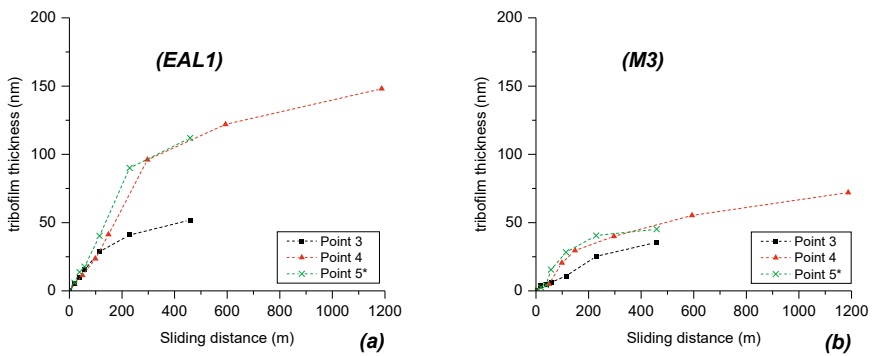 200
150
100
50
0
tribofilm thickness (nm)
(EAL1)
Point 3
Point 4
Point 5*
0 200 400 600 800 1000 1200
Sliding distance (m)
(a)
200
150
100
50
0
tribofilm thickness (nm)
(M3)
Point 3
Point 4
Point 5*
0 200 400 600 800 1000 1200
Sliding distance (m)
(b)